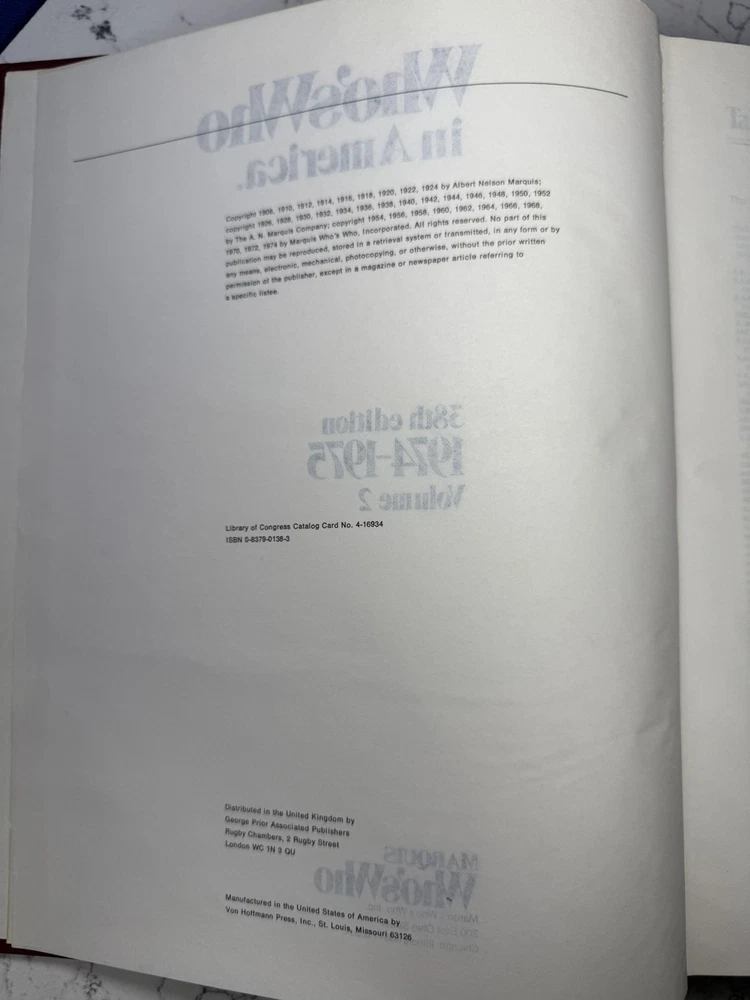 Who'sWho
in America.
Copyright 1908, 1910, 1912, 1914, 1916, 1918, 1920, 1922, 1924 by Albert Nelson Marquis;
copyright 1926, 1928, 1930, 1932, 1934, 1936, 1938, 1940, 1942, 1944, 1946, 1948, 1950, 1952
by The A. N. Marquis Company; copyright 1954, 1956, 1958, 1960, 1962, 1964, 1966, 1968,
1970, 1972, 1974 by Marquis Who's Who, Incorporated. All rights reserved. No part of this
publication may be reproduced, stored in a retrieval system or transmitted, in any form or by
any means, electronic, mechanical, photocopying, or otherwise, without the prior written
permission of the publisher, except in a magazine or newspaper article referring to
a specific listee.
38th edition
1974-1975
Volume 2
Library of Congress Catalog Card No. 4-16934
ISBN 0-8379-0138-3
Distributed in the United Kingdom by
George Prior Associated Publishers
Rugby Chambers, 2 Rugby Street
London WC 1N 3 QU
MARQUIS
Who'sWho
Manufactured in the United States of America by
Von Hoffmann Press, Inc., St. Louis, Missouri 63126